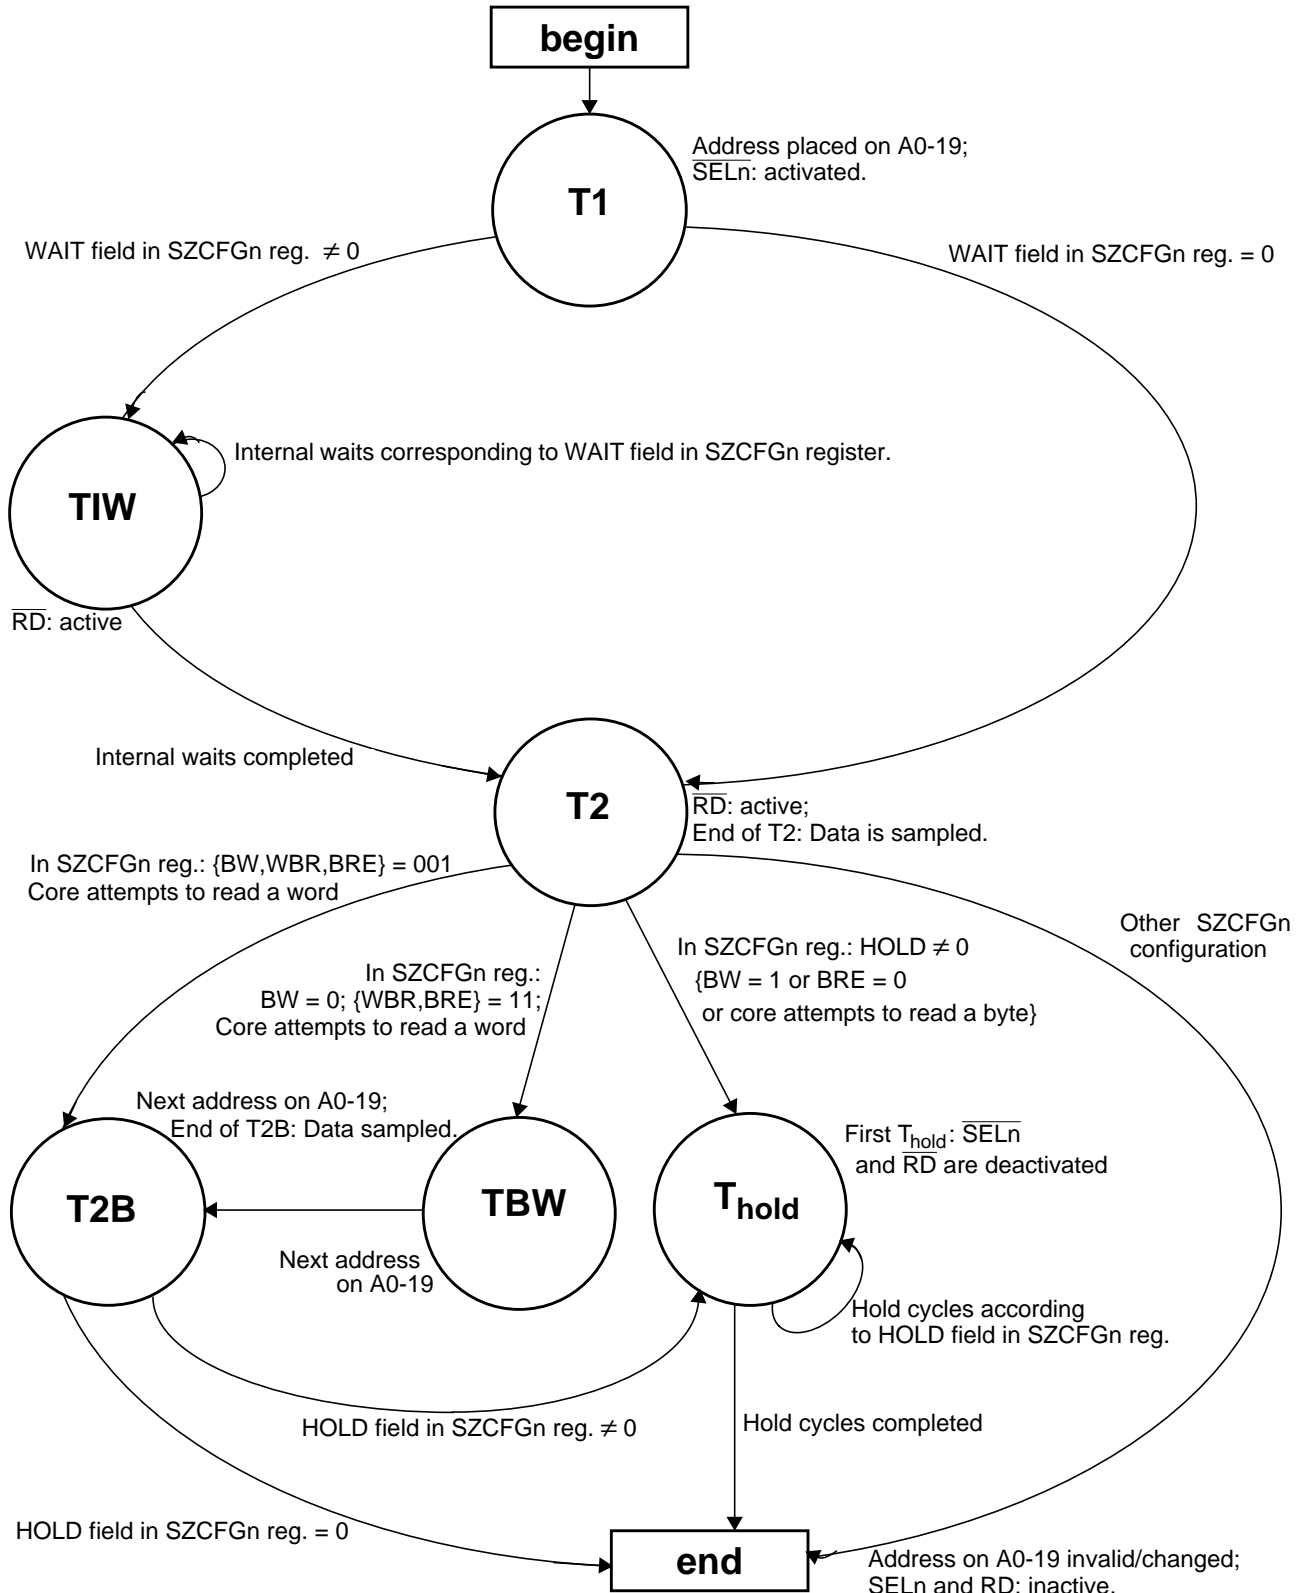 begin
T1
Address placed on A0-19;
SELn: activated.
WAIT field in SZCFGn reg. ≠ 0
WAIT field in SZCFGn reg. = 0
TIW
Internal waits corresponding to WAIT field in SZCFGn register.
RD: active
Internal waits completed
T2
RD: active;
End of T2: Data is sampled.
In SZCFGn reg.: {BW,WBR,BRE} = 001
Core attempts to read a word
In SZCFGn reg.:
BW = 0; {WBR,BRE} = 11;
Core attempts to read a word
In SZCFGn reg.: HOLD ≠ 0
{BW = 1 or BRE = 0
or core attempts to read a byte}
Other SZCFGn
configuration
Next address on A0-19;
End of T2B: Data sampled.
T2B
TBW
Next address
on A0-19
Thold
First Thold: SELn
and RD are deactivated
Hold cycles according
to HOLD field in SZCFGn reg.
HOLD field in SZCFGn reg. ≠ 0
Hold cycles completed
HOLD field in SZCFGn reg. = 0
end
Address on A0-19 invalid/changed;
SELn and RD: inactive.